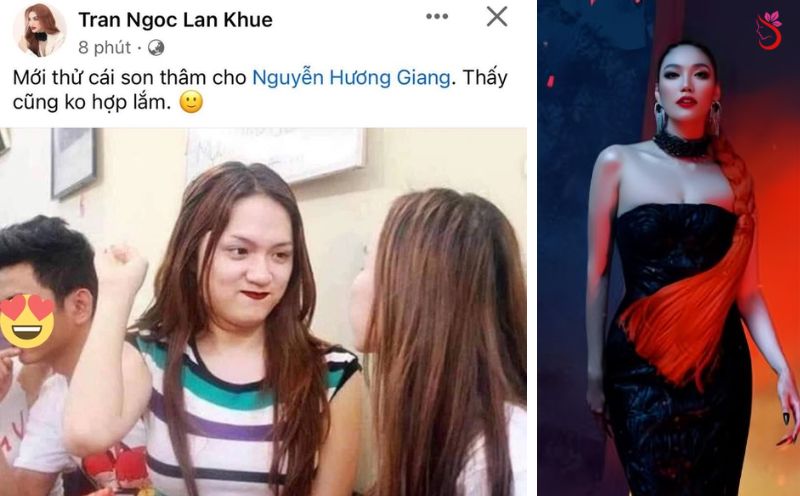 Tran Ngoc Lan Khue
8 phút ·
Mới thử cái son thâm cho Nguyễn Hương Giang. Thấy
cũng ko hợp lắm. 🙂